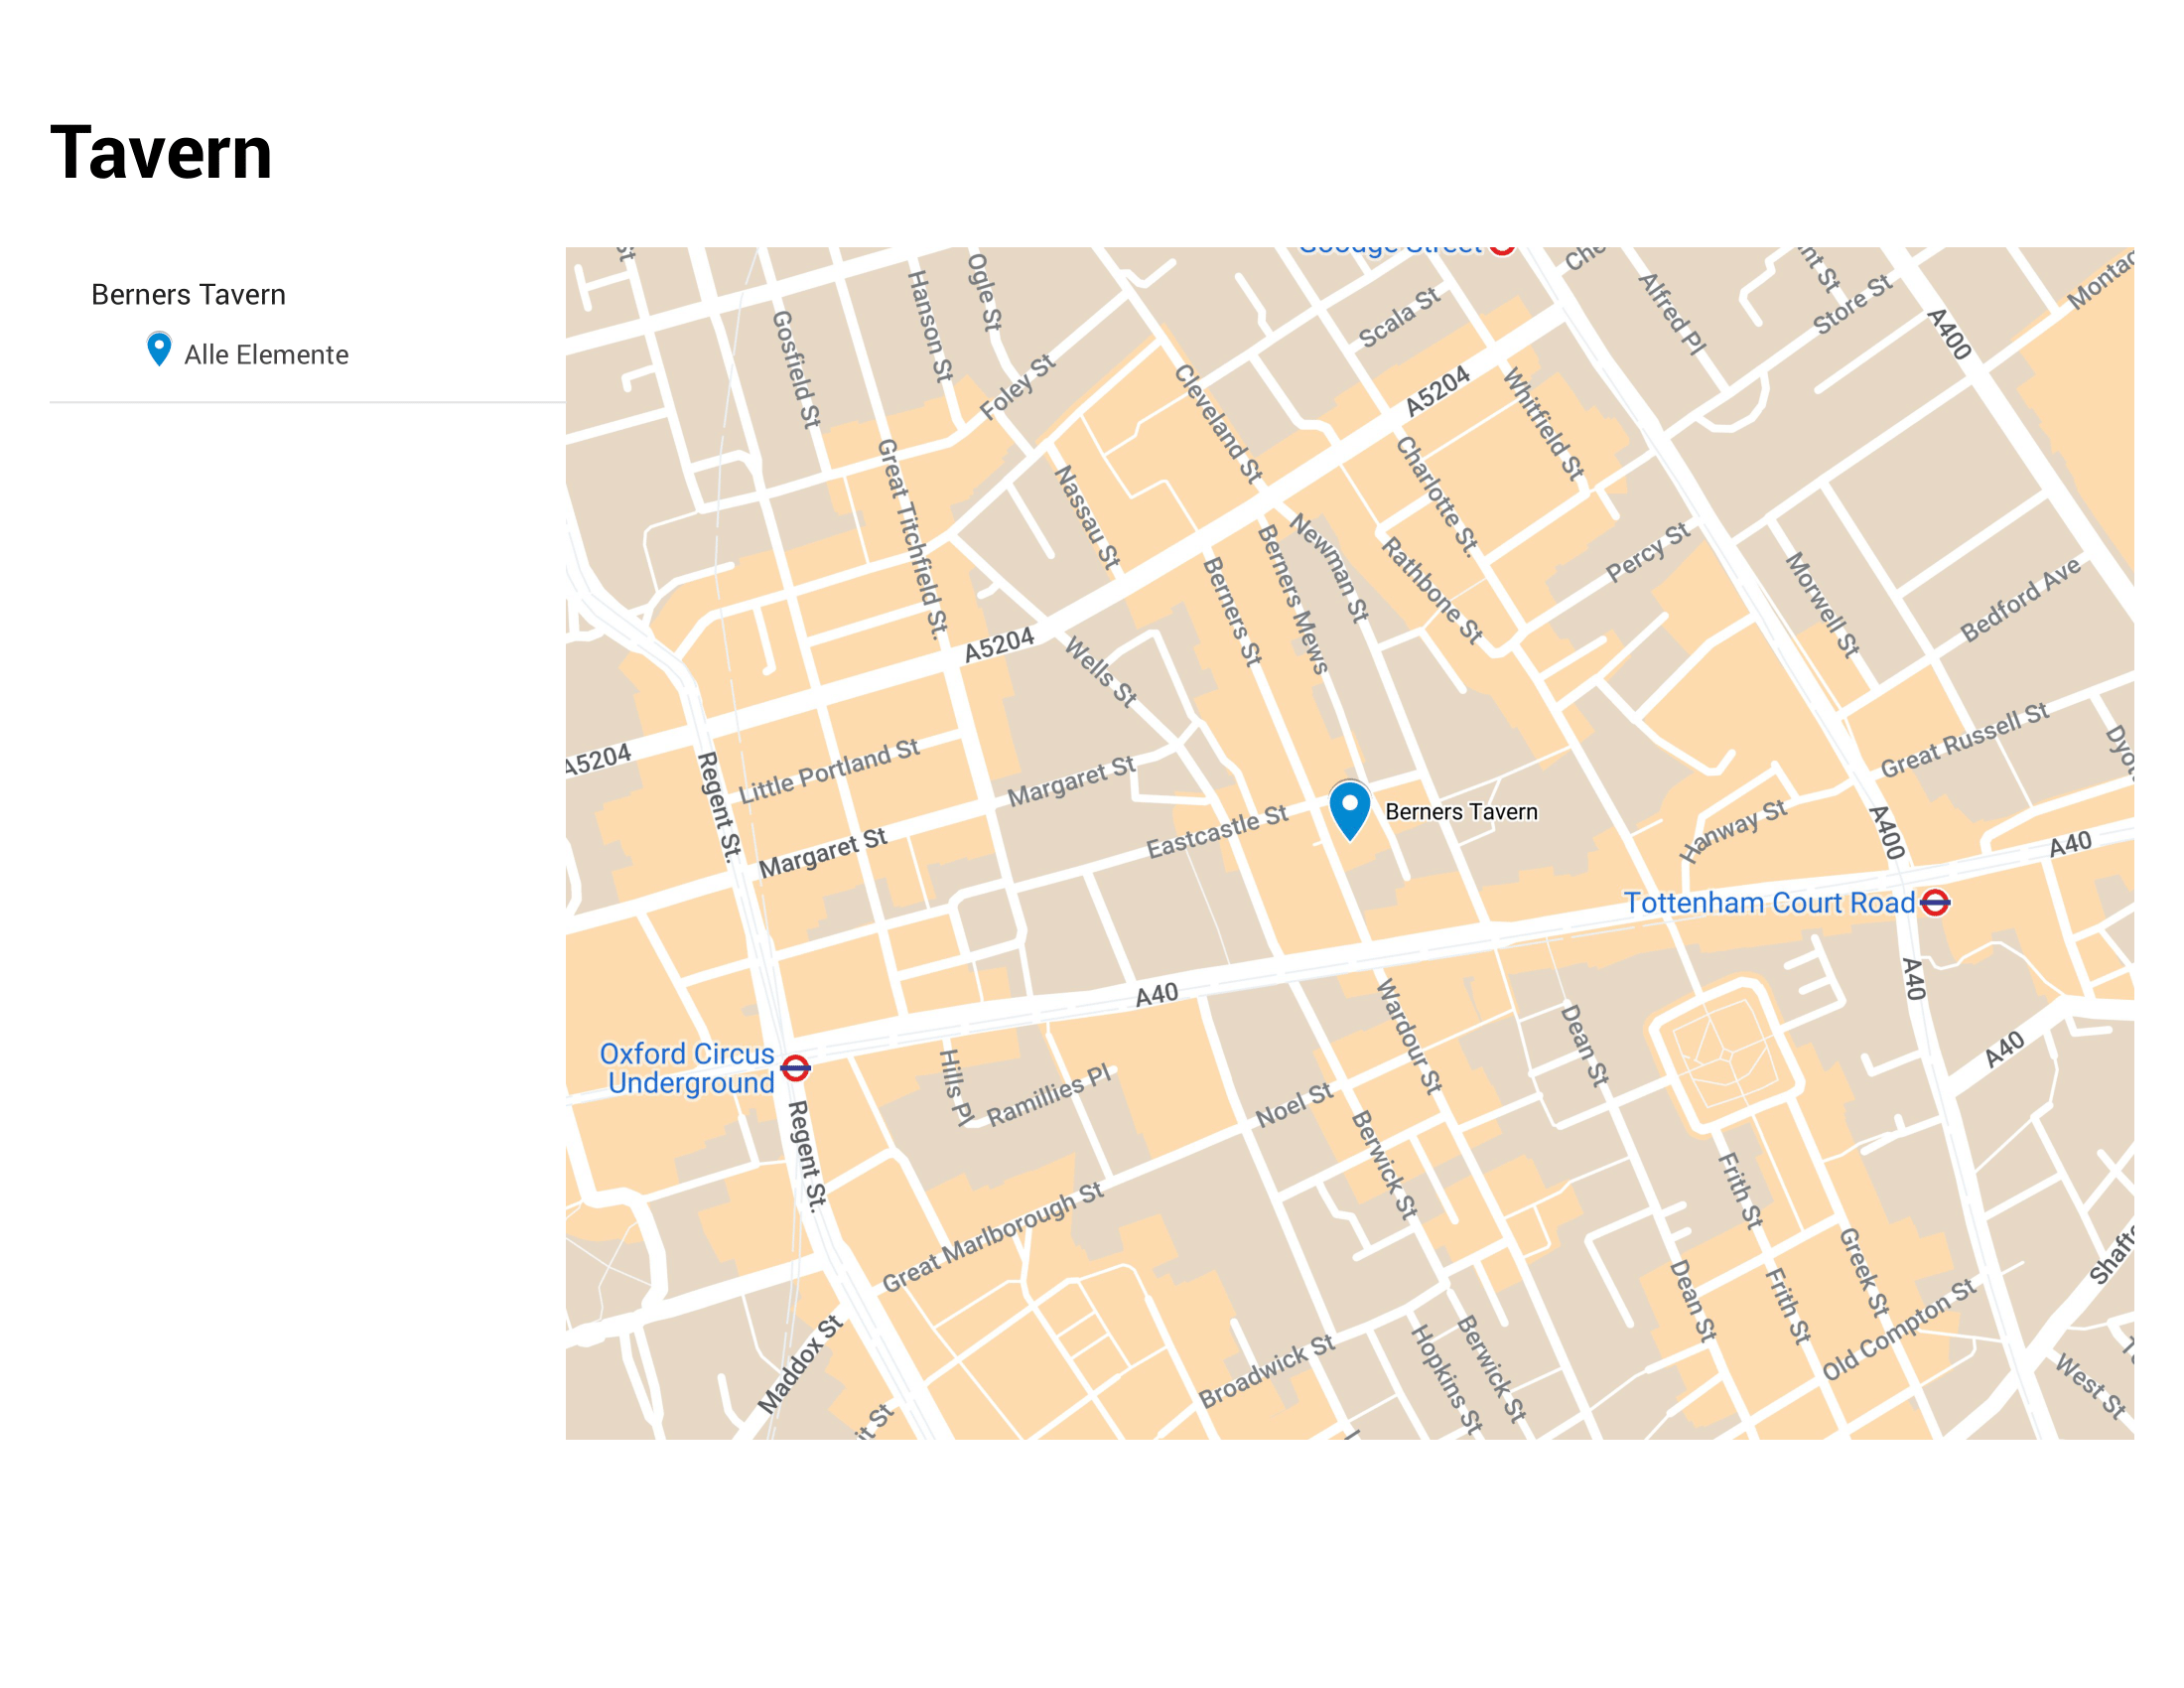 Tavern
Berners Tavern
Alle Elemente
Goodge Street
Ogle St
Hanson St
Alfred Pl
Store St
A400
Scala St
Gosfield St
Foley St
Cleveland St
A5204
Whitfield St
Great Titchfield St.
Nassau St
Charlotte St.
Newman St
Berners Mews
Berners St
Rathbone St
Percy St
Morwell St
Bedford Ave
A5204
Wells St
A5204
Regent St.
Little Portland St
Margaret St
Great Russell St
Margaret St
Eastcastle St
Berners Tavern
Hanway St
A400
A40
Tottenham Court Road
A40
A40
Wardour St
Dean St
A40
Oxford Circus
Underground
Hills Pl
Ramillies Pl
Noel St
Regent St.
Berwick St
Frith St
Great Marlborough St
Greek St
Dean St
Frith St
Old Compton St
Maddox St
Broadwick St
Hopkins St
Berwick St
West St